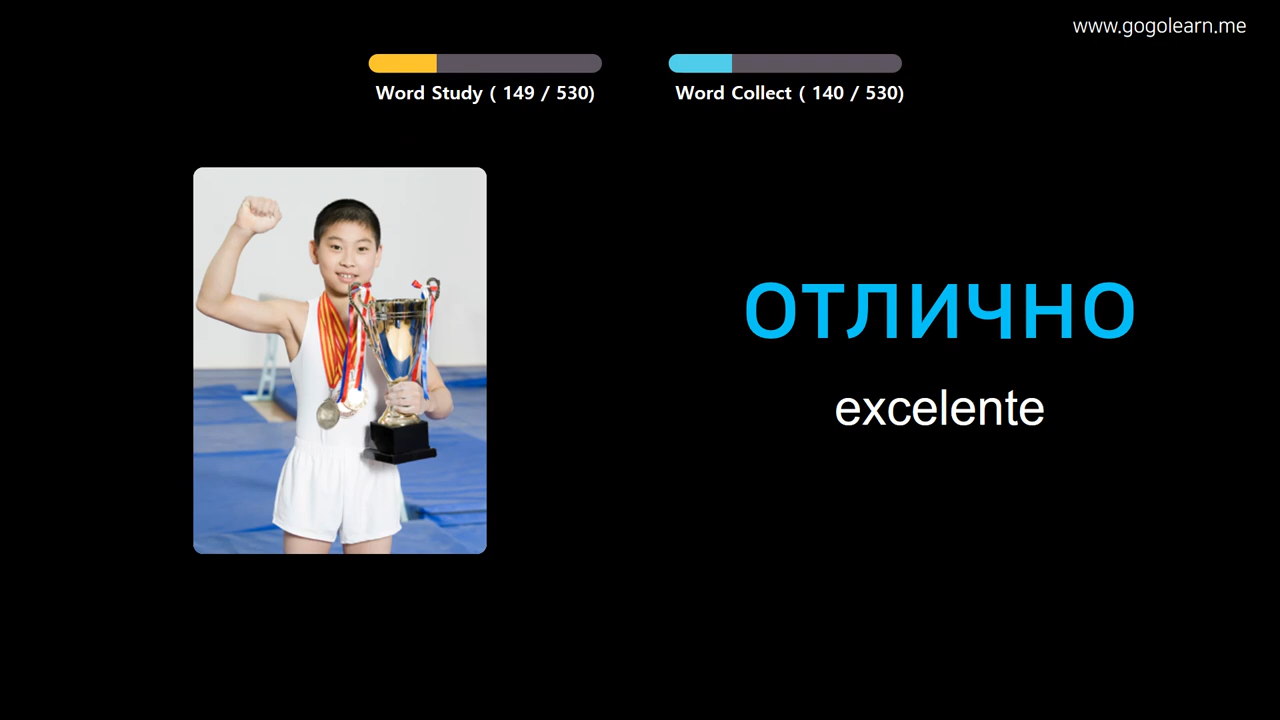 www.gogolearn.me
Word Study ( 149 / 530)
Word Collect ( 140 / 530)
отлично
excelente